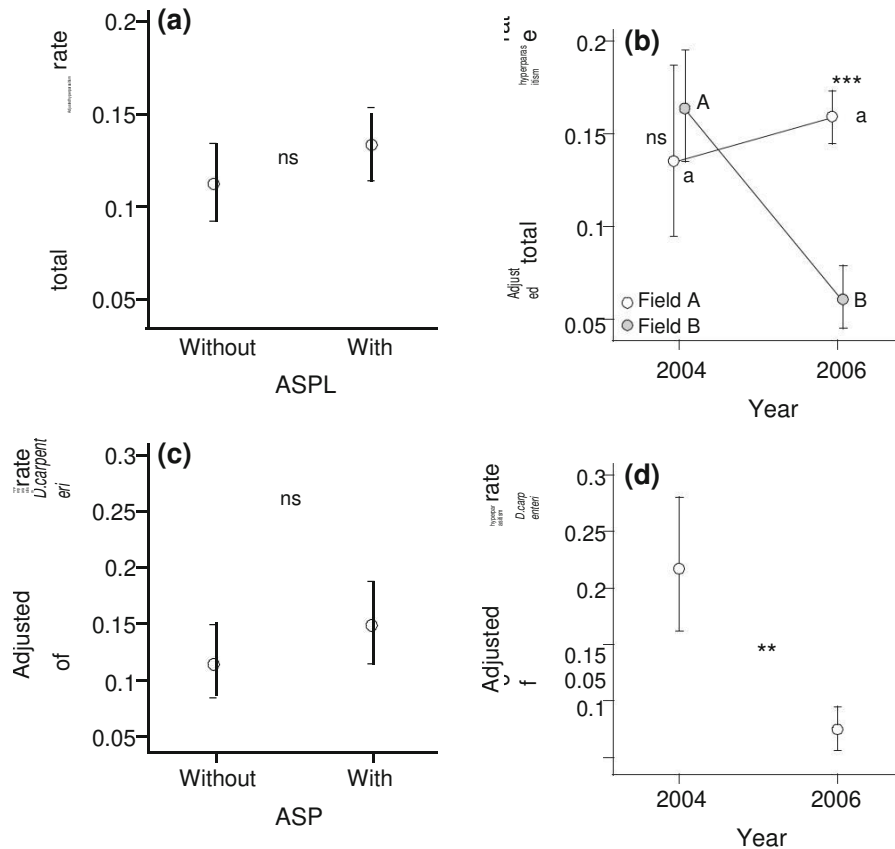 (a)
0.2
rate
0.15
ns
0.1
total
0.05
Without With
ASPL
(b)
e
hyperparas
itism
0.2
A
***
a
0.15
ns
a
0.1
total
Adjust
ed
Field A
Field B
B
0.05
2004 2006
Year
(c)
rate
D.carpent
eri
0.3
ns
0.25
0.2
0.15
Adjusted
of
0.1
0.05
Without With
ASP
(d)
rate
hyperpar
asitism
D.carp
enteri
0.3
0.25
0.2
Adjusted
f
0.15
**
0.05
0.1
2004 2006
Year